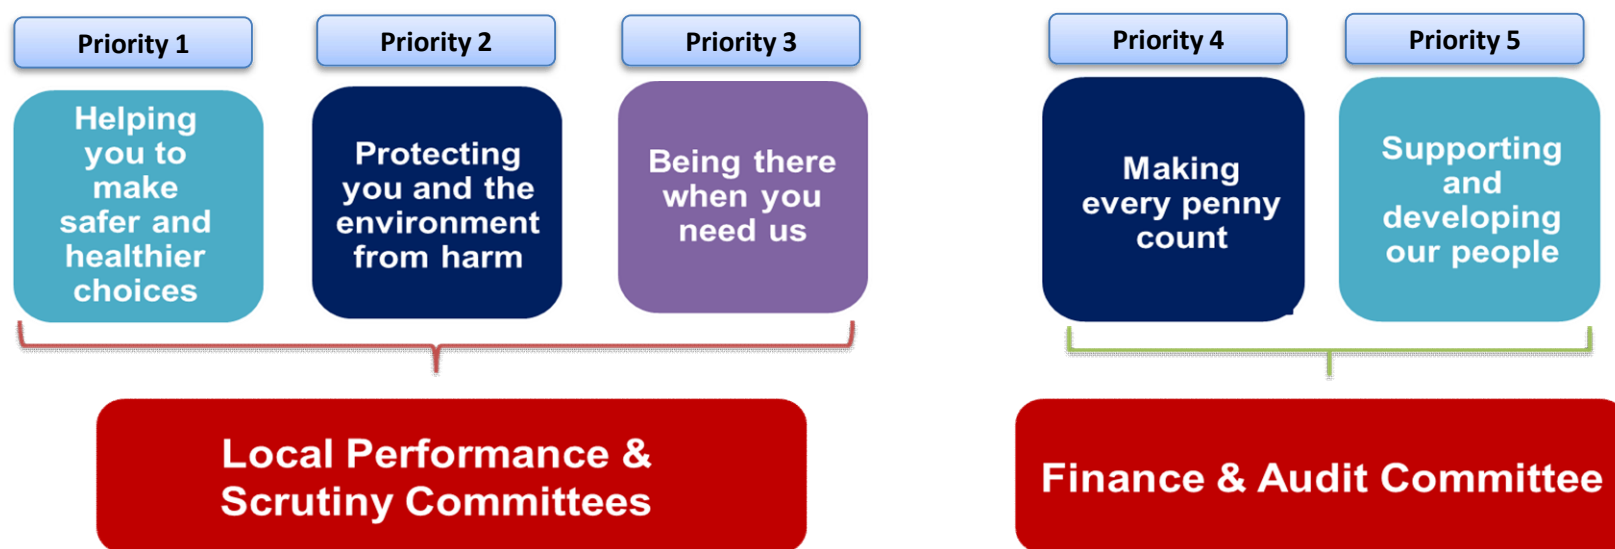 Priority 1
Priority 2
Priority 3
Priority 4
Priority 5
Helping
you to
make
safer and
healthier
choices
Protecting
you and the
environment
from harm
Being there
when you
need us
Making
every penny
count
Supporting
and
developing
our people
Local Performance &
Scrutiny Committees
Finance & Audit Committee